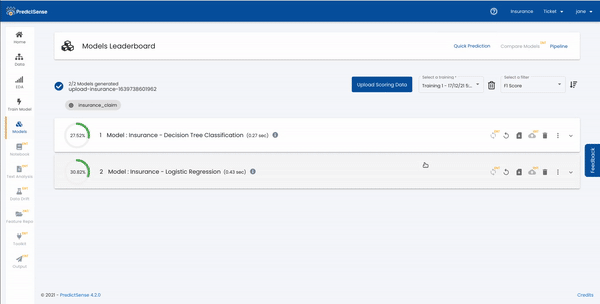 PredictSense
Insurance
Ticket
jane
Home
Data
EDA
Train Model
Models
Notebook
Text Analysis
Data Drift
Feature Repo
Toolkit
Output
Models Leaderboard
Quick Prediction
Compare Models
Pipeline
2/2 Models generated
upload-insurance-1639738601962
insurance_claim
Upload Scoring Data
Select a training *
Training 1 - 17/12/21 5:...
Select a filter
F1 Score
27.52%
1 Model : Insurance - Decision Tree Classification (0.27 sec)
30.82%
2 Model : Insurance - Logistic Regression (0.43 sec)
Feedback
© 2021 - PredictSense 4.2.0
Credits